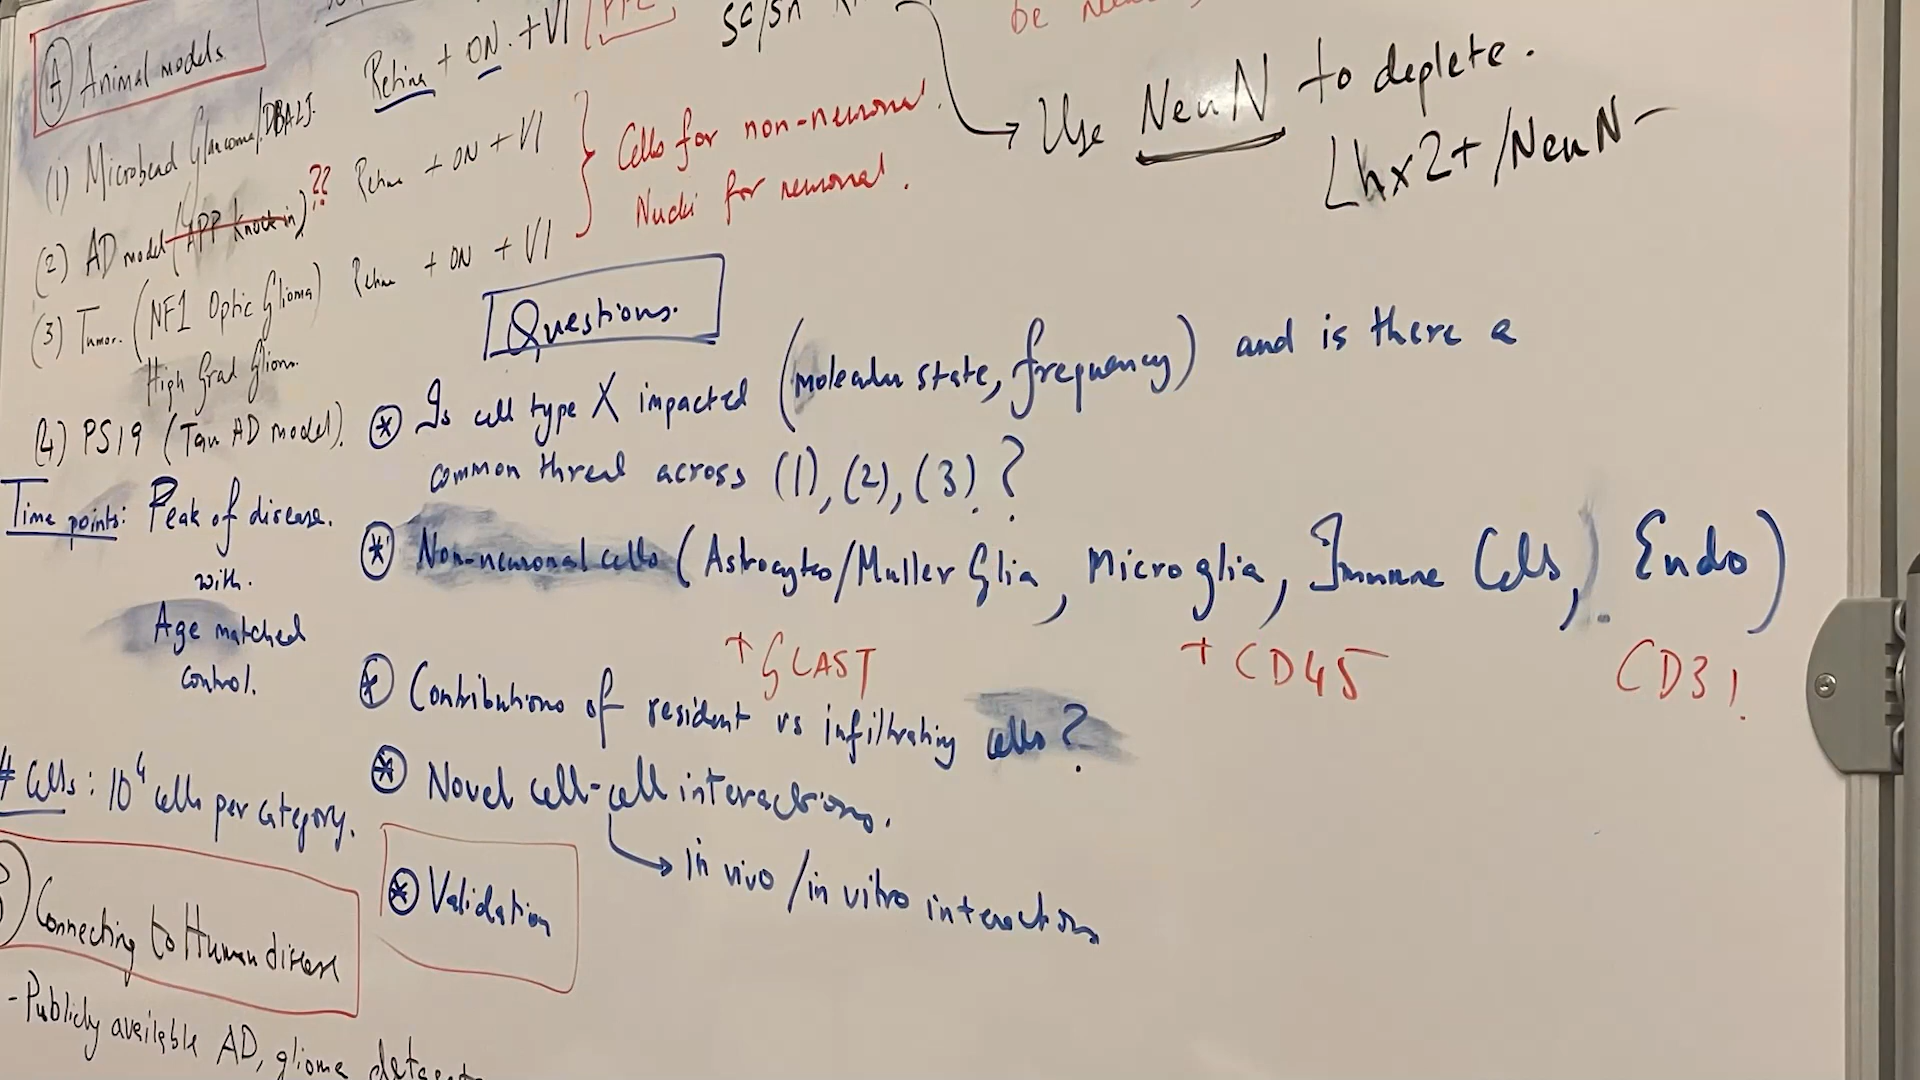 (A) Animal models.
Retina + ON. + V1
PPC
SC/SN
be
(1) Microbead Glaucoma/DBA2J.
(2) AD model (APP Knock-in) ??
Retina + ON + V1
(3) Tumor. (NF1 Optic Glioma)
Retina + ON + V1
High Grad Gliom.
(4) PS19 (Tau AD model).
Cells for non-neuronal.
Nuclei for neuronal.
Use NeuN to deplete.
Lhx2+/NeuN-
Time points: Peak of disease.
with.
Age matched
control.
# Cells: 10⁴ cells per category.
Questions.
* Is cell type X impacted (molecular state, frequency) and is there a
common thread across (1), (2), (3)?
* Non-neuronal cells (Astrocytes/Muller Glia, Microglia, Immune Cells, Endo)
+ GLAST + CD45 CD31
* Contributions of resident vs infiltrating cells?
* Novel cell-cell interactions.
In vivo/in vitro interactions
* Validation
Connecting to Human disease
- Publicly available AD, glioma datasets